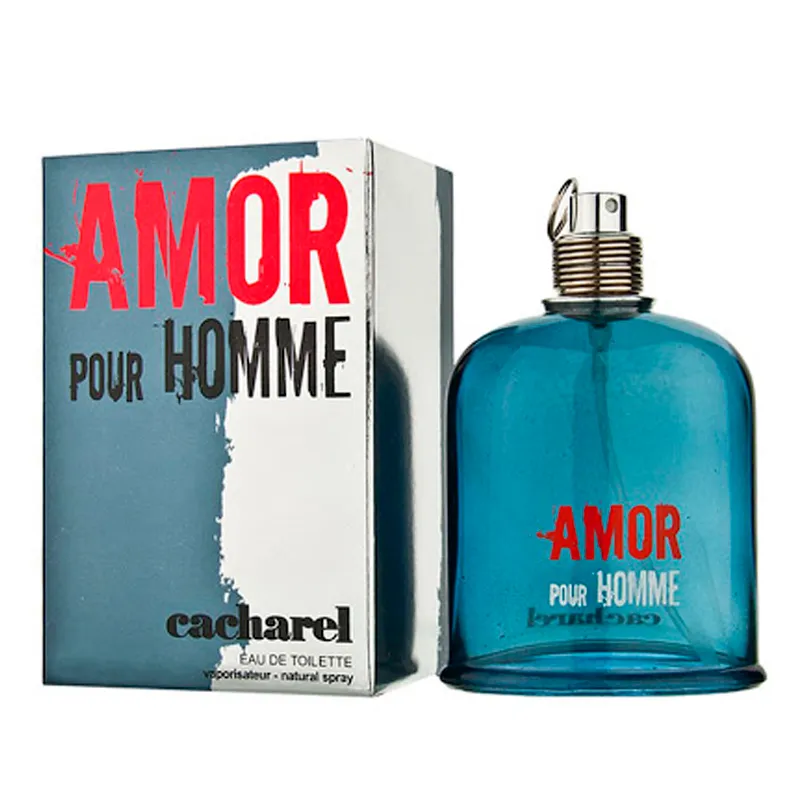 AMOR
POUR HOMME
cacharel
EAU DE TOILETTE
vaporisateur - natural spray
AMOR
POUR HOMME
cacharel